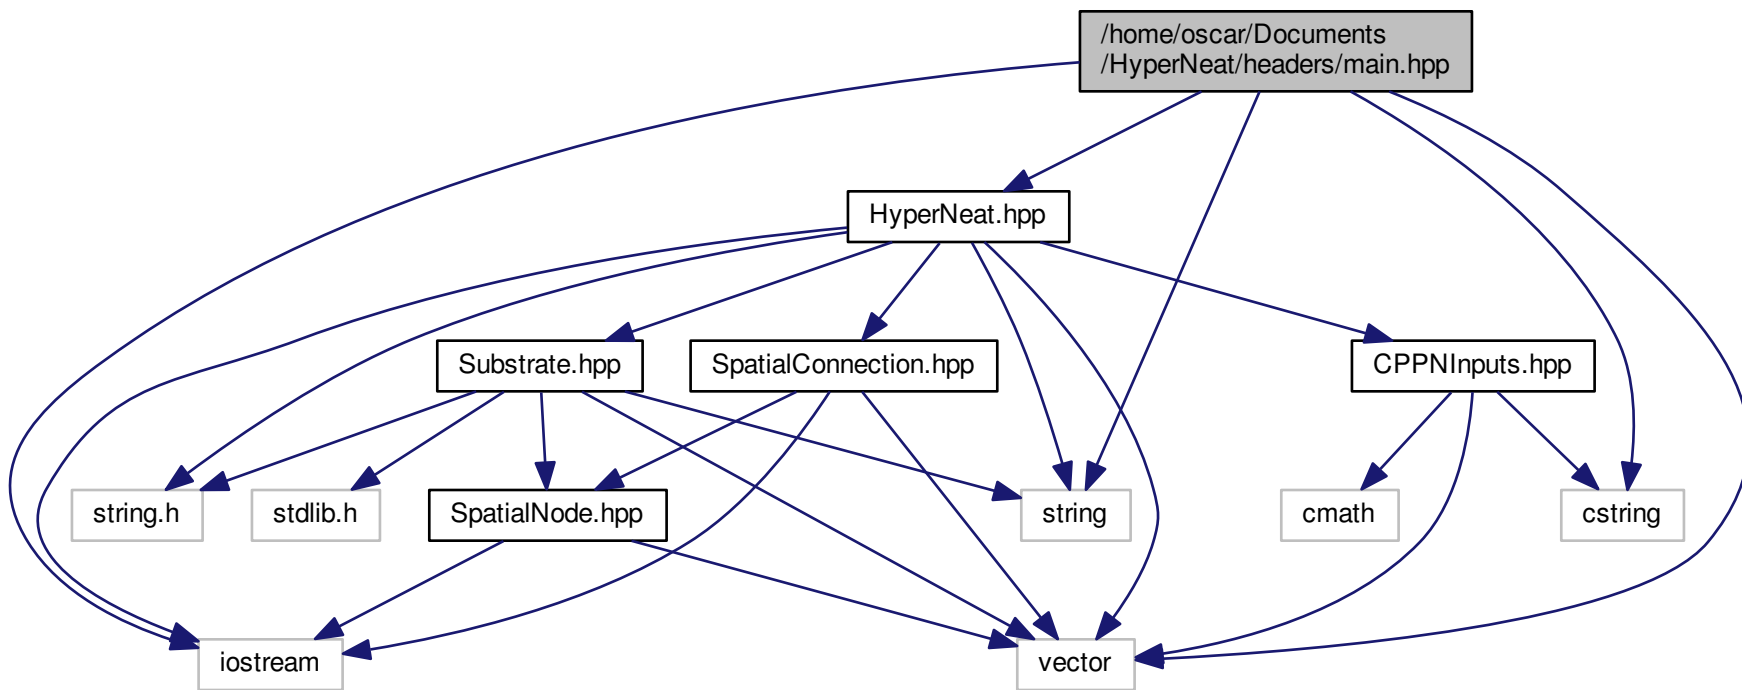 /home/oscar/Documents
/HyperNeat/headers/main.hpp
HyperNeat.hpp
Substrate.hpp
SpatialConnection.hpp
CPPNInputs.hpp
string.h
stdlib.h
SpatialNode.hpp
string
cmath
cstring
iostream
vector